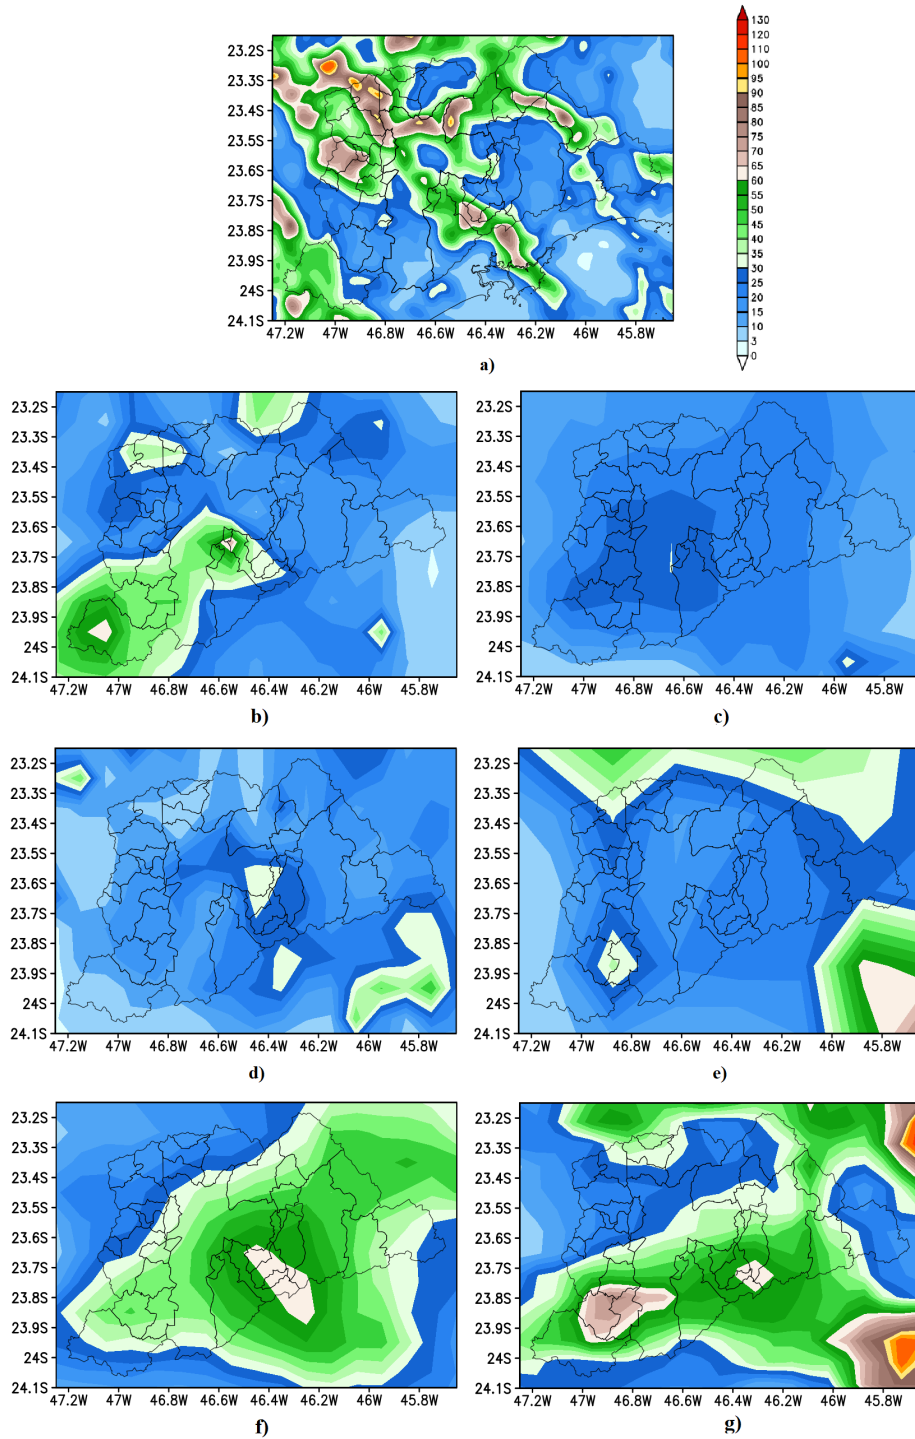 130
120
110
100
95
90
85
80
75
70
65
60
55
50
45
40
35
30
25
20
15
10
3
0
23.2S
23.3S
23.4S
23.5S
23.6S
23.7S
23.8S
23.9S
24S
24.1S
47.2W 47W 46.8W 46.6W 46.4W 46.2W 46W 45.8W
a)
23.2S
23.3S
23.4S
23.5S
23.6S
23.7S
23.8S
23.9S
24S
24.1S
47.2W 47W 46.8W 46.6W 46.4W 46.2W 46W 45.8W
b)
23.2S
23.3S
23.4S
23.5S
23.6S
23.7S
23.8S
23.9S
24S
24.1S
47.2W 47W 46.8W 46.6W 46.4W 46.2W 46W 45.8W
c)
23.2S
23.3S
23.4S
23.5S
23.6S
23.7S
23.8S
23.9S
24S
24.1S
47.2W 47W 46.8W 46.6W 46.4W 46.2W 46W 45.8W
d)
23.2S
23.3S
23.4S
23.5S
23.6S
23.7S
23.8S
23.9S
24S
24.1S
47.2W 47W 46.8W 46.6W 46.4W 46.2W 46W 45.8W
e)
23.2S
23.3S
23.4S
23.5S
23.6S
23.7S
23.8S
23.9S
24S
24.1S
47.2W 47W 46.8W 46.6W 46.4W 46.2W 46W 45.8W
f)
23.2S
23.3S
23.4S
23.5S
23.6S
23.7S
23.8S
23.9S
24S
24.1S
47.2W 47W 46.8W 46.6W 46.4W 46.2W 46W 45.8W
g)